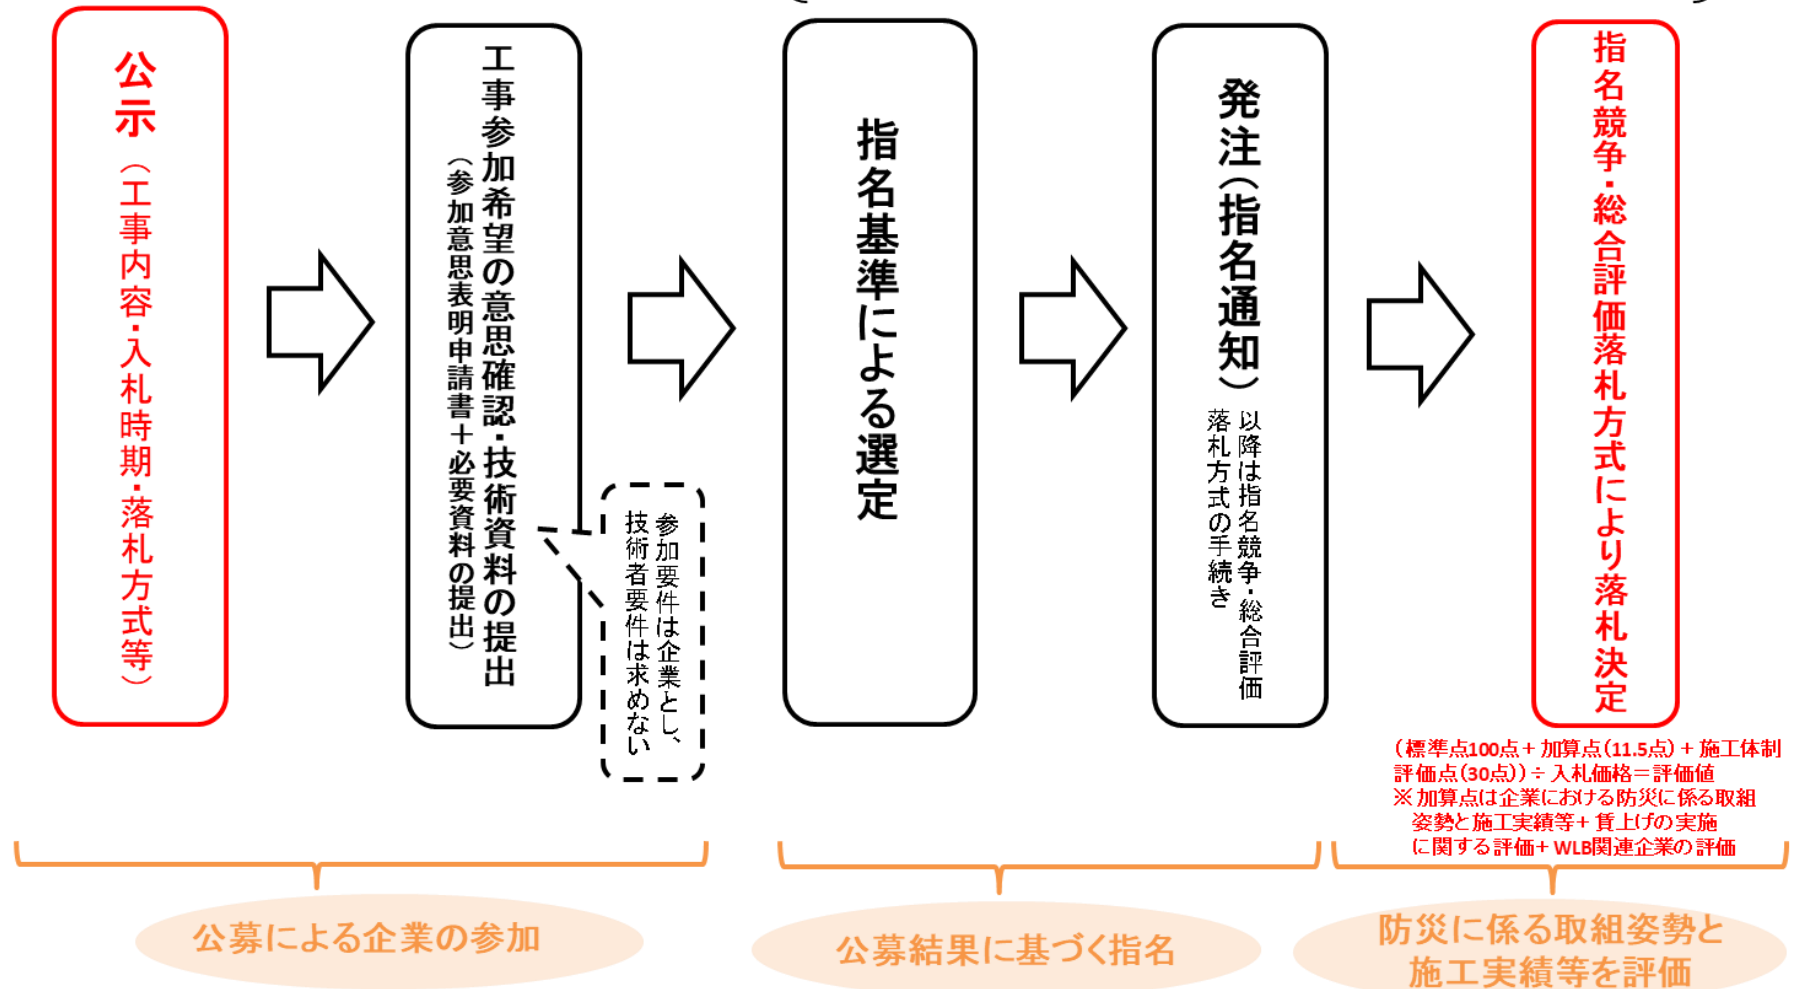 公示（工事内容・入札時期・落札方式等）
工事参加希望の意思確認・技術資料の提出
（参加意思表明申請書＋必要資料の提出）
参加要件は企業とし、
技術者要件は求めない
指名基準による選定
発注（指名通知）
以降は指名競争・総合評価
落札方式の手続き
指名競争・総合評価落札方式により落札決定
（標準点100点＋加算点（11.5点）＋施工体制
評価点（30点））÷入札価格＝評価値
※加算点は企業における防災に係る取組
姿勢と施工実績等＋賃上げの実施
に関する評価＋WLB関連企業の評価
公募による企業の参加
公募結果に基づく指名
防災に係る取組姿勢と
施工実績等を評価